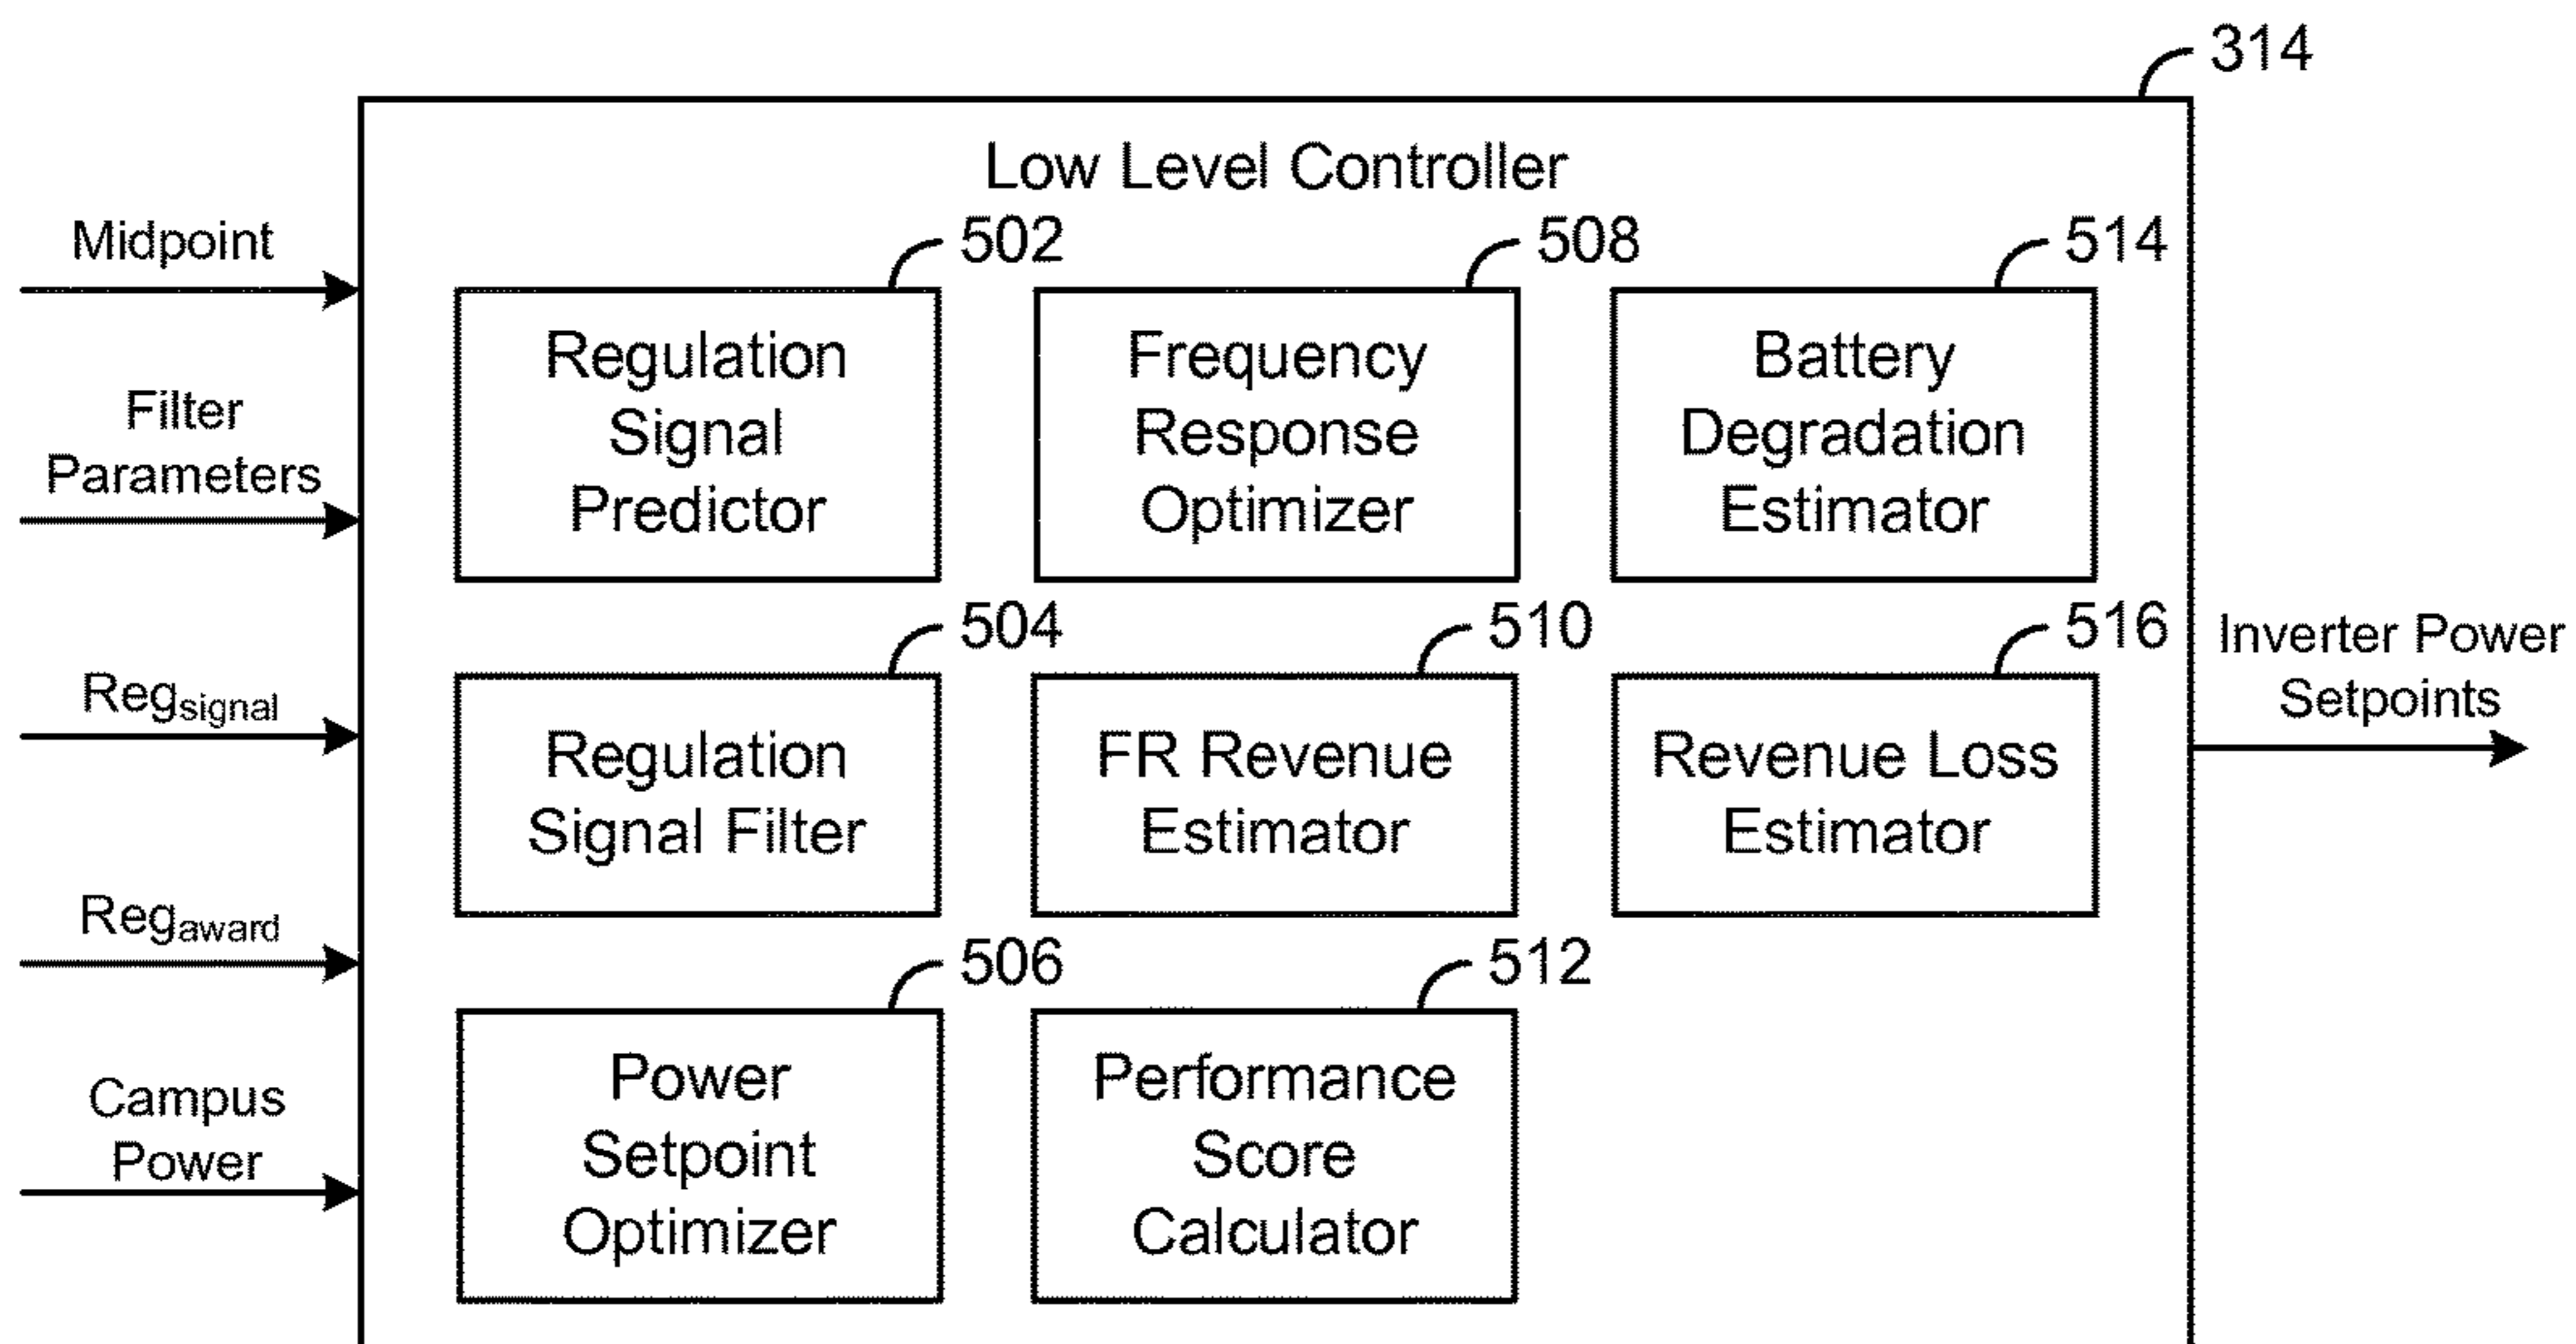 314
Low Level Controller
Midpoint
Filter
Parameters
Reg_signal
Reg_award
Campus
Power
502
Regulation
Signal
Predictor
508
Frequency
Response
Optimizer
514
Battery
Degradation
Estimator
504
Regulation
Signal Filter
510
FR Revenue
Estimator
516
Revenue Loss
Estimator
506
Power
Setpoint
Optimizer
512
Performance
Score
Calculator
Inverter Power
Setpoints